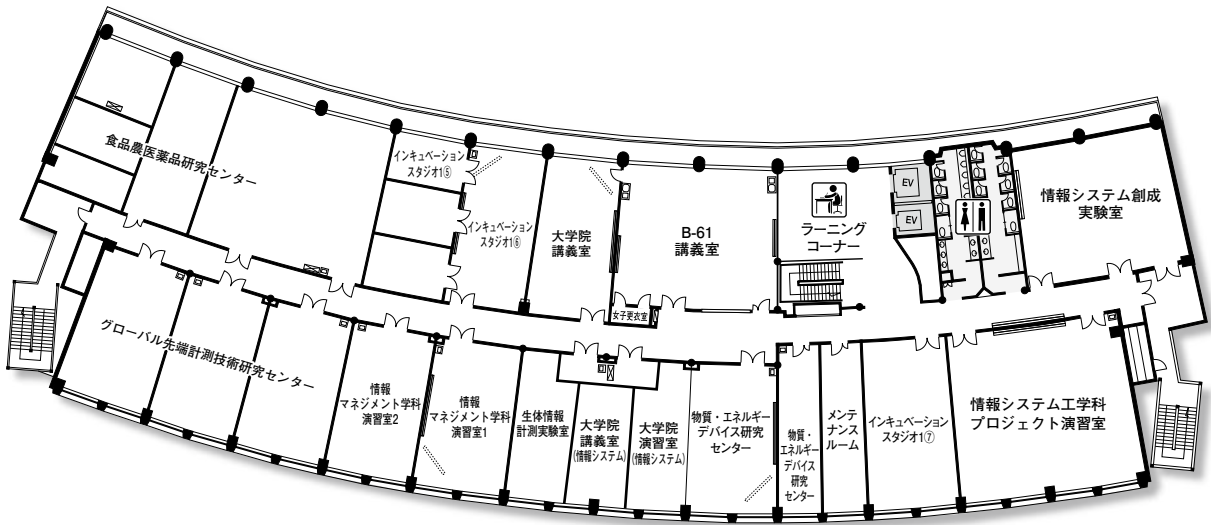 食品農医薬品研究センター
インキュベーション
スタジオ1⑤
インキュベーション
スタジオ1⑥
大学院
講義室
B-61
講義室
女子更衣室
ラーニング
コーナー
EV
EV
情報システム創成
実験室
グローバル先端計測技術研究センター
情報
マネジメント学科
演習室2
情報
マネジメント学科
演習室1
生体情報
計測実験室
大学院
講義室
(情報システム)
大学院
演習室
(情報システム)
物質・エネルギー
デバイス研究
センター
物質・
エネルギー
デバイス
研究
センター
メンテ
ナンス
ルーム
インキュベーション
スタジオ1⑦
情報システム工学科
プロジェクト演習室